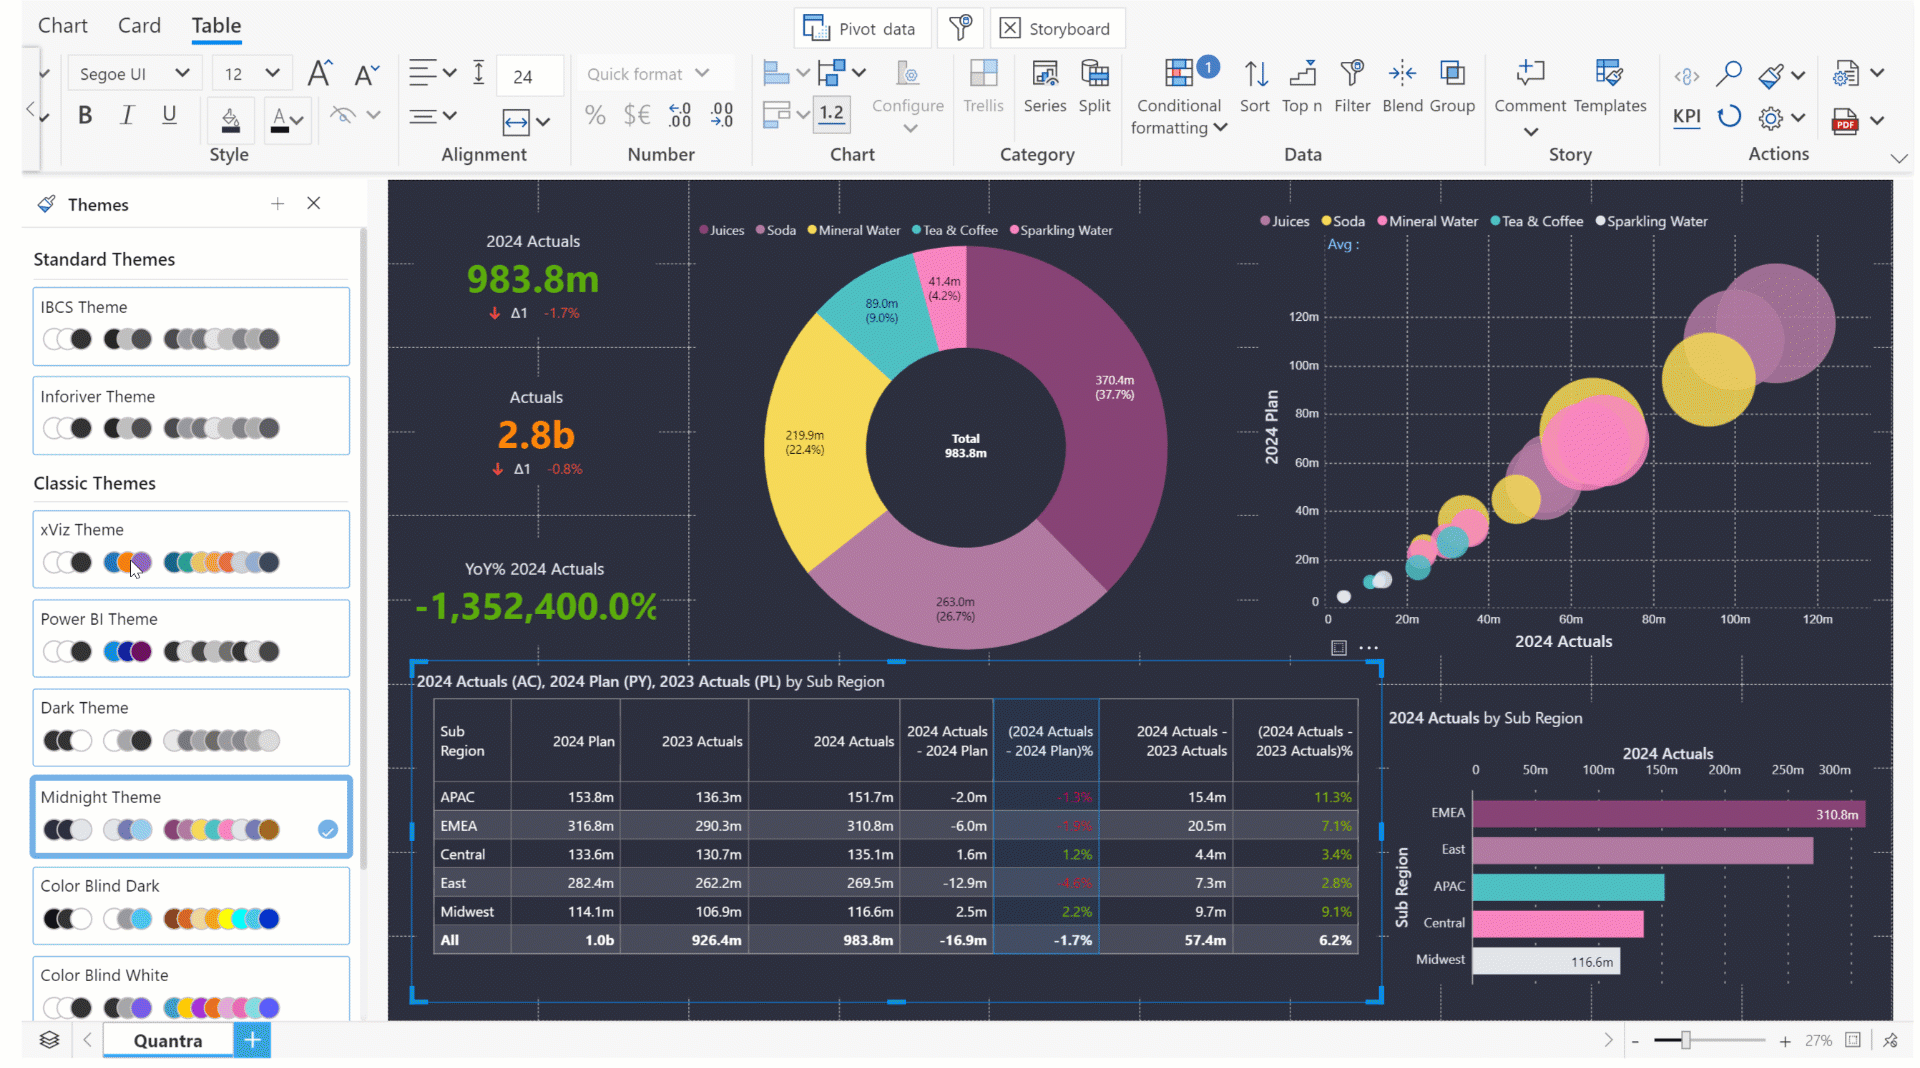 Chart Card Table
Pivot data
Storyboard
Segoe UI
12
A A
24
Quick format
B I U
A
% $€ .0 .00 .00 .0
1.2
Configure
Trellis
Series
Split
1
Conditional
formatting
Sort
Top n
Filter
Blend
Group
Comment
Templates
KPI
PDF
Style
Alignment
Number
Chart
Category
Data
Story
Actions
Themes
Standard Themes
IBCS Theme
Inforiver Theme
Classic Themes
xViz Theme
Power BI Theme
Dark Theme
Midnight Theme
Color Blind Dark
Color Blind White
2024 Actuals
983.8m
Δ1 -1.7%
Actuals
2.8b
Δ1 -0.8%
YoY% 2024 Actuals
-1,352,400.0%
Juices Soda Mineral Water Tea & Coffee Sparkling Water
41.4m
(4.2%)
89.0m
(9.0%)
370.4m
(37.7%)
219.9m
(22.4%)
Total
983.8m
263.0m
(26.7%)
Juices Soda Mineral Water Tea & Coffee Sparkling Water
Avg :
120m
100m
80m
60m
40m
20m
0
2024 Plan
0 20m 40m 60m 80m 100m 120m
2024 Actuals
2024 Actuals (AC), 2024 Plan (PY), 2023 Actuals (PL) by Sub Region
Sub Region 2024 Plan 2023 Actuals 2024 Actuals 2024 Actuals - 2024 Plan (2024 Actuals - 2024 Plan)% 2024 Actuals - 2023 Actuals (2024 Actuals - 2023 Actuals)%
APAC 153.8m 136.3m 151.7m -2.0m -1.3% 15.4m 11.3%
EMEA 316.8m 290.3m 310.8m -6.0m 20.5m 7.1%
Central 133.6m 130.7m 135.1m 1.6m 1.2% 4.4m 3.4%
East 282.4m 262.2m 269.5m -12.9m 7.3m 2.8%
Midwest 114.1m 106.9m 116.6m 2.5m 2.2% 9.7m 9.1%
All 1.0b 926.4m 983.8m -16.9m -1.7% 57.4m 6.2%
2024 Actuals by Sub Region
2024 Actuals
0 50m 100m 150m 200m 250m 300m
Sub Region
EMEA 310.8m
East
APAC
Central
Midwest 116.6m
Quantra
27%